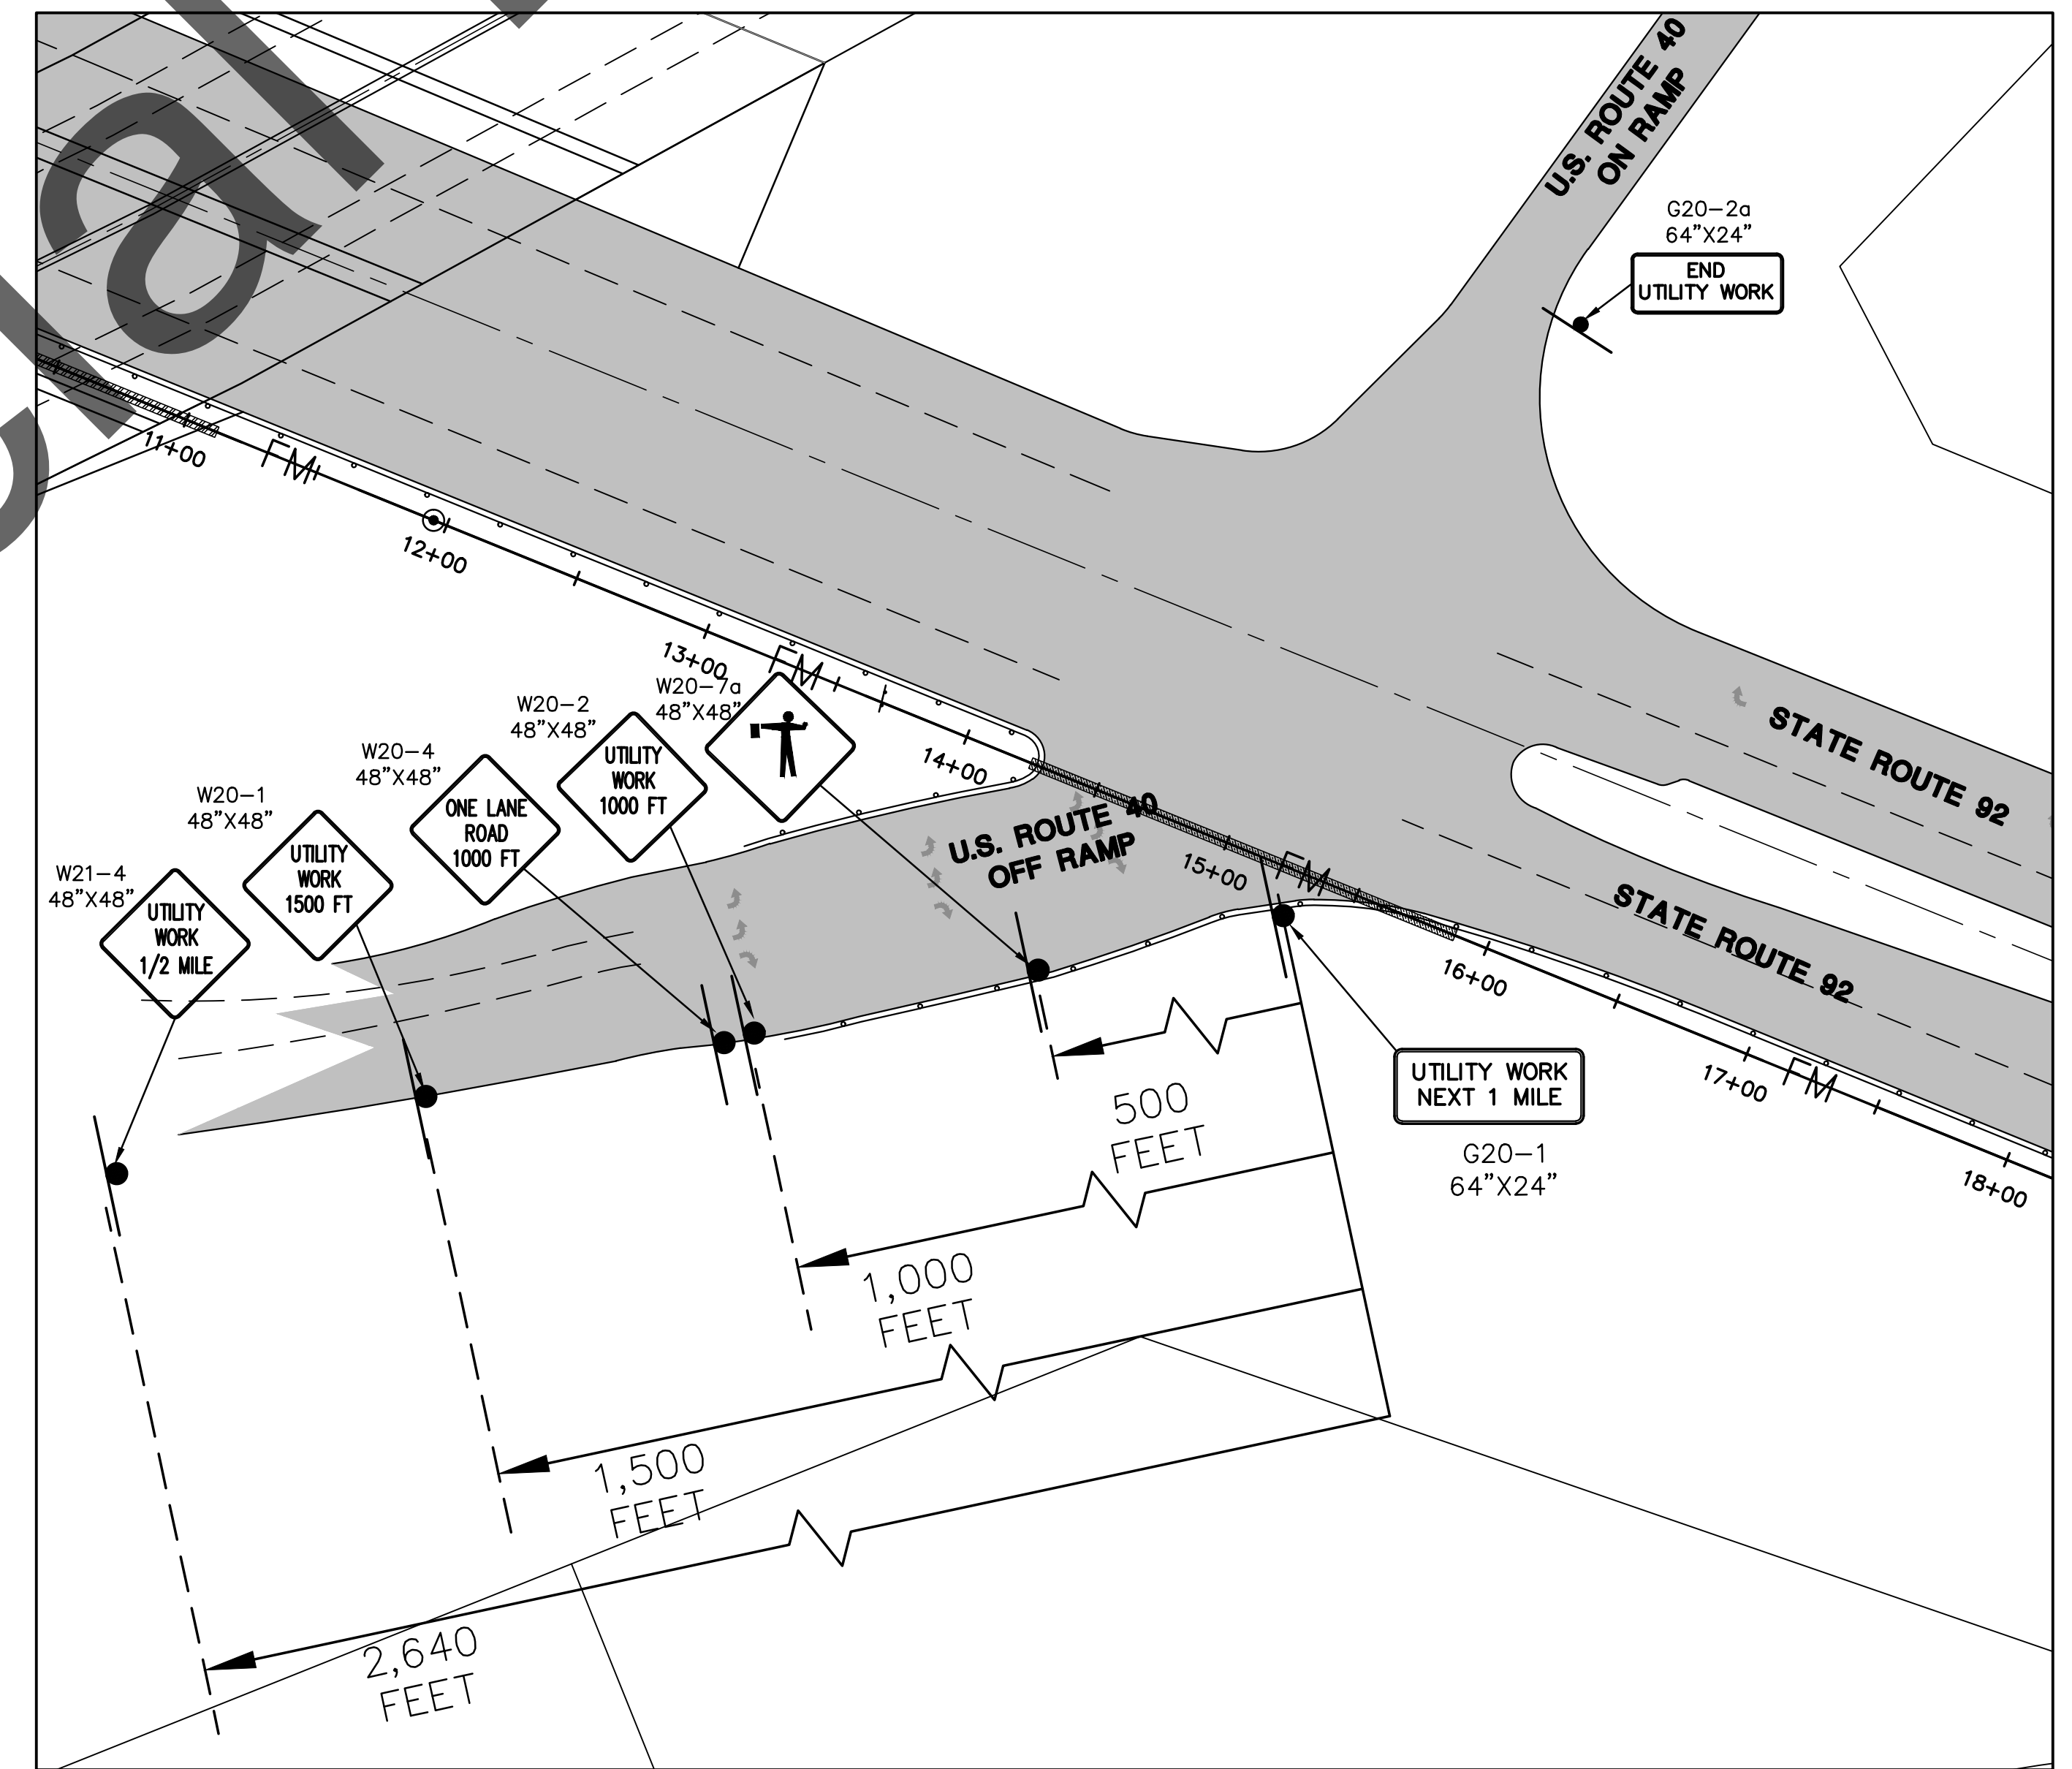 U.S. ROUTE 40
ON RAMP
G20-2a
64"X24"
END
UTILITY WORK
11+00
FM
12+00
13+00
FM
W20-7a
48"X48"
W20-2
48"X48"
UTILITY
WORK
1000 FT
W20-4
48"X48"
ONE LANE
ROAD
1000 FT
W20-1
48"X48"
UTILITY
WORK
1500 FT
W21-4
48"X48"
UTILITY
WORK
1/2 MILE
14+00
U.S. ROUTE 40
OFF RAMP
15+00
FM
STATE ROUTE 92
STATE ROUTE 92
16+00
17+00
FM
18+00
UTILITY WORK
NEXT 1 MILE
G20-1
64"X24"
500
FEET
1,000
FEET
1,500
FEET
2,640
FEET